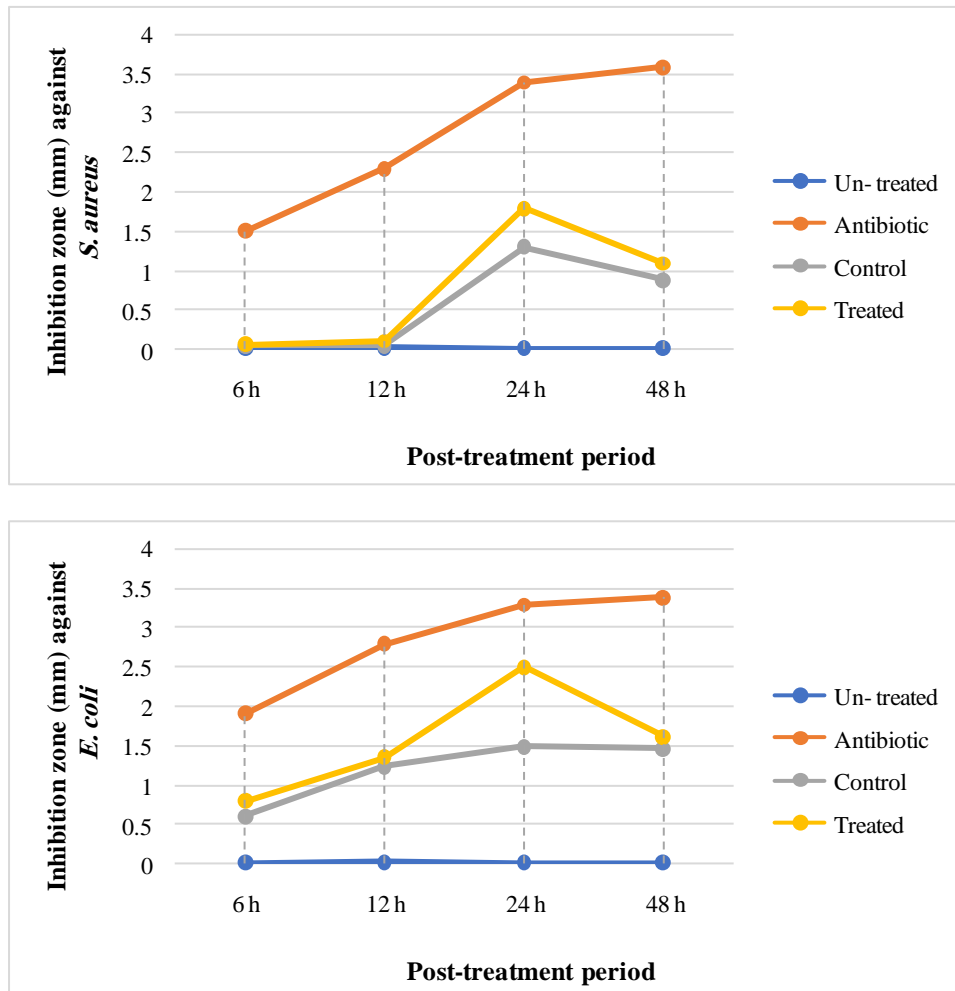 Inhibition zone (mm) against
S. aureus
4
3.5
3
2.5
2
1.5
1
0.5
0
6 h 12 h 24 h 48 h
Post-treatment period
Un- treated
Antibiotic
Control
Treated
Inhibition zone (mm) against
E. coli
4
3.5
3
2.5
2
1.5
1
0.5
0
6 h 12 h 24 h 48 h
Post-treatment period
Un- treated
Antibiotic
Control
Treated